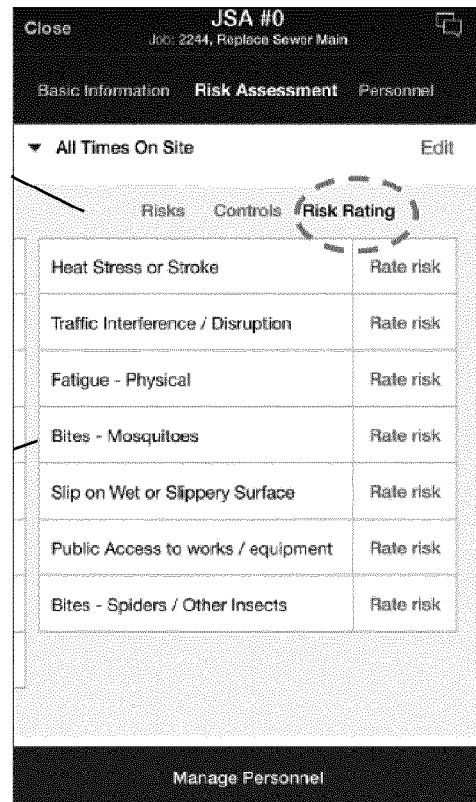 Close
JSA #0
Job: 2244, Replace Sewer Main
Basic Information Risk Assessment Personnel
All Times On Site Edit
Risks Controls Risk Rating
Heat Stress or Stroke Rate risk
Traffic Interference / Disruption Rate risk
Fatigue - Physical Rate risk
Bites - Mosquitoes Rate risk
Slip on Wet or Slippery Surface Rate risk
Public Access to works / equipment Rate risk
Bites - Spiders / Other Insects Rate risk
Manage Personnel